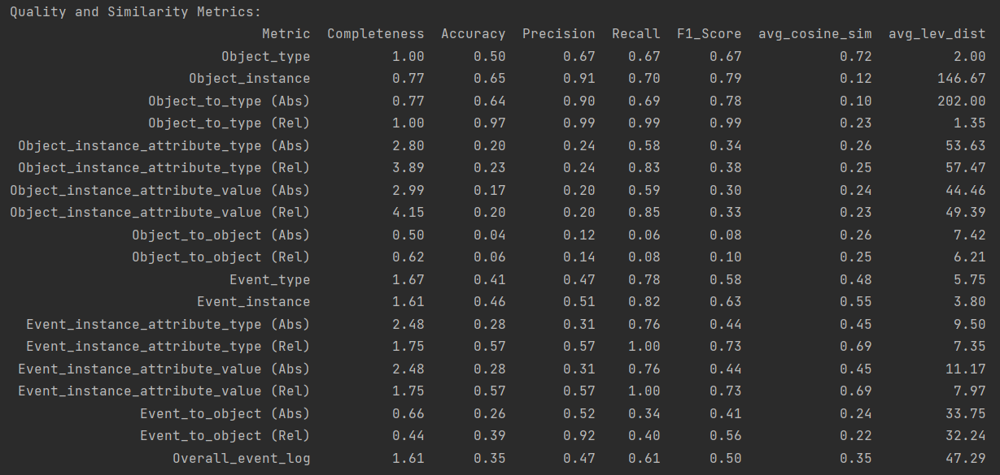 Quality and Similarity Metrics:
Metric Completeness Accuracy Precision Recall F1_Score avg_cosine_sim avg_lev_dist
Object_type 1.00 0.50 0.67 0.67 0.67 0.72 2.00
Object_instance 0.77 0.65 0.91 0.70 0.79 0.12 146.67
Object_to_type (Abs) 0.77 0.64 0.90 0.69 0.78 0.10 202.00
Object_to_type (Rel) 1.00 0.97 0.99 0.99 0.99 0.23 1.35
Object_instance_attribute_type (Abs) 2.80 0.20 0.24 0.58 0.34 0.26 53.63
Object_instance_attribute_type (Rel) 3.89 0.23 0.24 0.83 0.38 0.25 57.47
Object_instance_attribute_value (Abs) 2.99 0.17 0.20 0.59 0.30 0.24 44.46
Object_instance_attribute_value (Rel) 4.15 0.20 0.20 0.85 0.33 0.23 49.39
Object_to_object (Abs) 0.50 0.04 0.12 0.06 0.08 0.26 7.42
Object_to_object (Rel) 0.62 0.06 0.14 0.08 0.10 0.25 6.21
Event_type 1.67 0.41 0.47 0.78 0.58 0.48 5.75
Event_instance 1.61 0.46 0.51 0.82 0.63 0.55 3.80
Event_instance_attribute_type (Abs) 2.48 0.28 0.31 0.76 0.44 0.45 9.50
Event_instance_attribute_type (Rel) 1.75 0.57 0.57 1.00 0.73 0.69 7.35
Event_instance_attribute_value (Abs) 2.48 0.28 0.31 0.76 0.44 0.45 11.17
Event_instance_attribute_value (Rel) 1.75 0.57 0.57 1.00 0.73 0.69 7.97
Event_to_object (Abs) 0.66 0.26 0.52 0.34 0.41 0.24 33.75
Event_to_object (Rel) 0.44 0.39 0.92 0.40 0.56 0.22 32.24
Overall_event_log 1.61 0.35 0.47 0.61 0.50 0.35 47.29